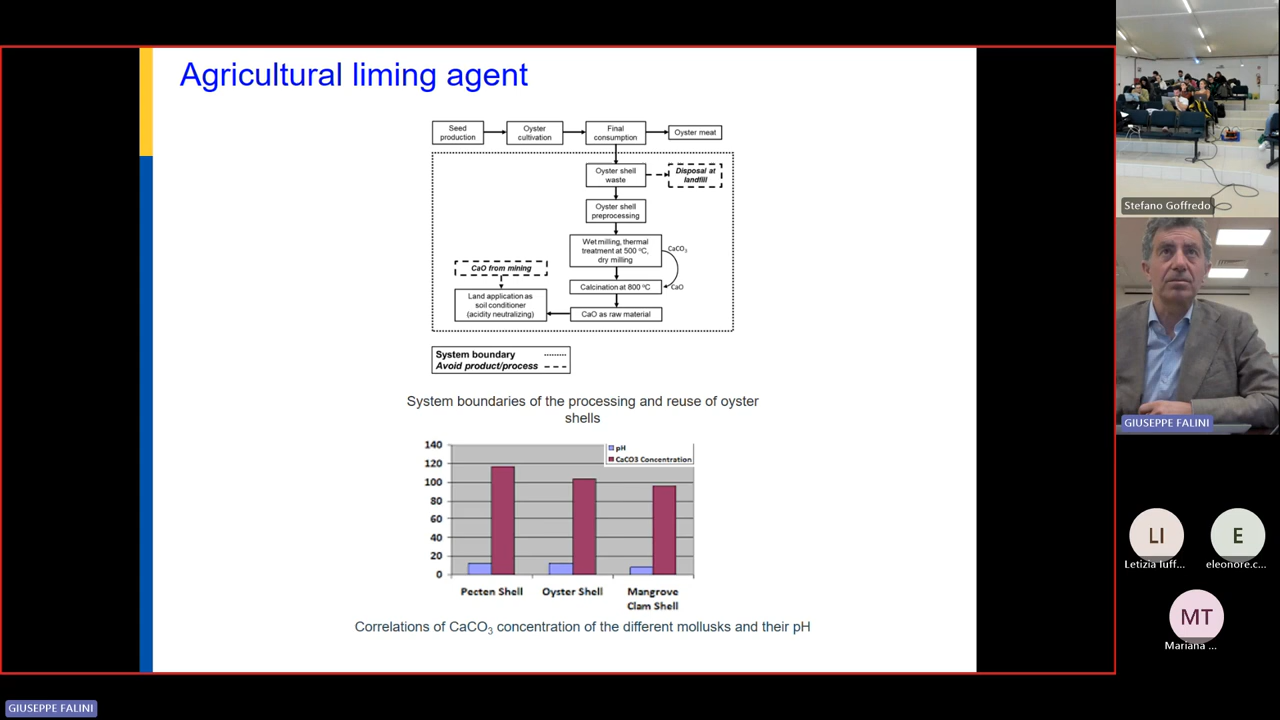 Agricultural liming agent
Seed
production
Oyster
cultivation
Final
consumption
Oyster meat
Oyster shell
waste
Disposal at
landfill
Oyster shell
preprocessing
Wet milling, thermal
treatment at 500 °C,
dry milling
CaCO3
CaO from mining
Calcination at 800 °C
CaO
Land application as
soil conditioner
(acidity neutralizing)
CaO as raw material
System boundary
Avoid product/process
System boundaries of the processing and reuse of oyster
shells
140
120
100
80
60
40
20
0
pH
CaCO3 Concentration
Pecten Shell
Oyster Shell
Mangrove
Clam Shell
Correlations of CaCO3 concentration of the different mollusks and their pH
Stefano Goffredo
GIUSEPPE FALINI
LI
E
Letizia Iuff...
eleonore.c...
MT
Mariana ...
GIUSEPPE FALINI